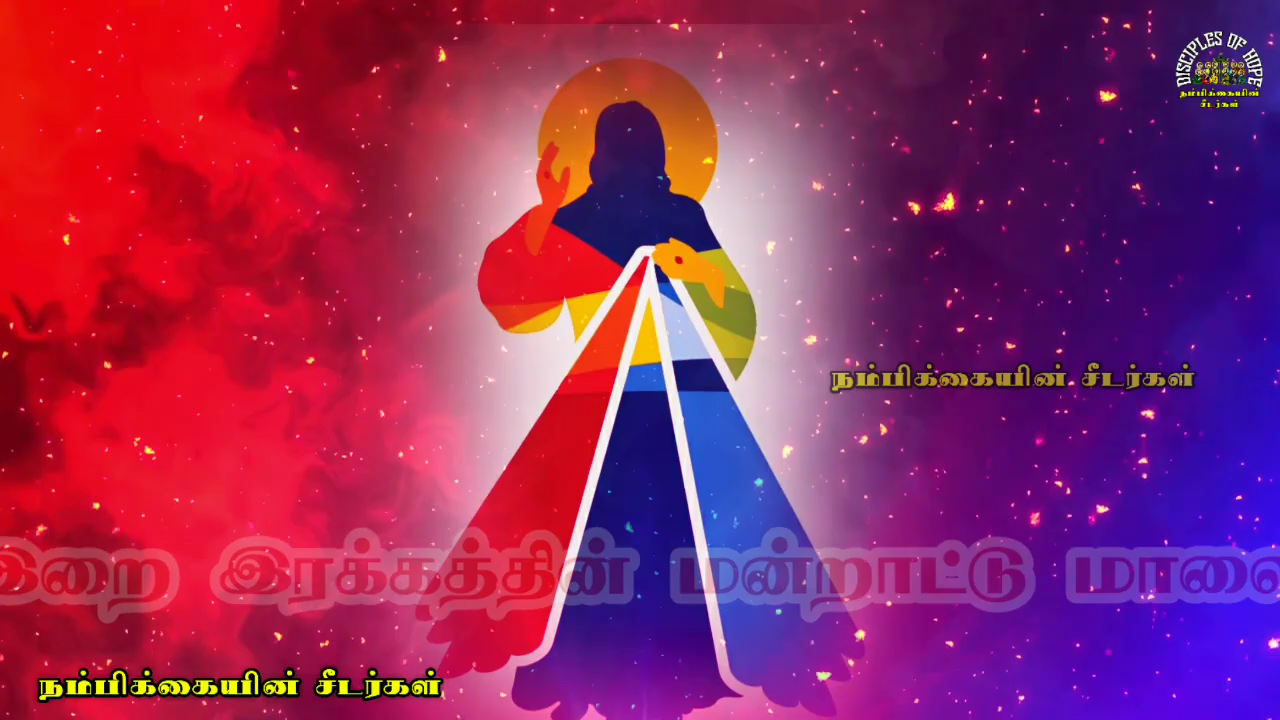 DISCIPLES OF HOPE
நம்பிக்கையின்
சீடர்கள்
நம்பிக்கையின் சீடர்கள்
இறை இரக்கத்தின் மன்றாட்டு மாலை
நம்பிக்கையின் சீடர்கள்